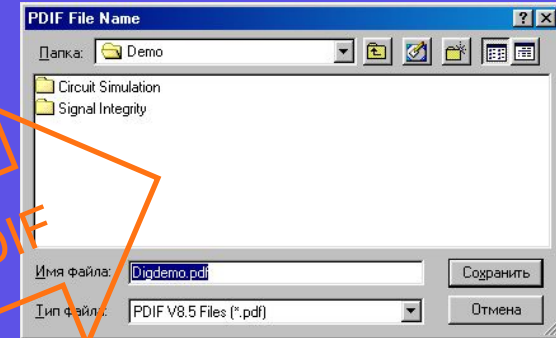 PDIF File Name
Папка: Demo
Circuit Simulation
Signal Integrity
PDIF
Имя файла: Digdemo.pdf
Сохранить
Тип файла: PDIF V8.5 Files (*.pdf)
Отмена